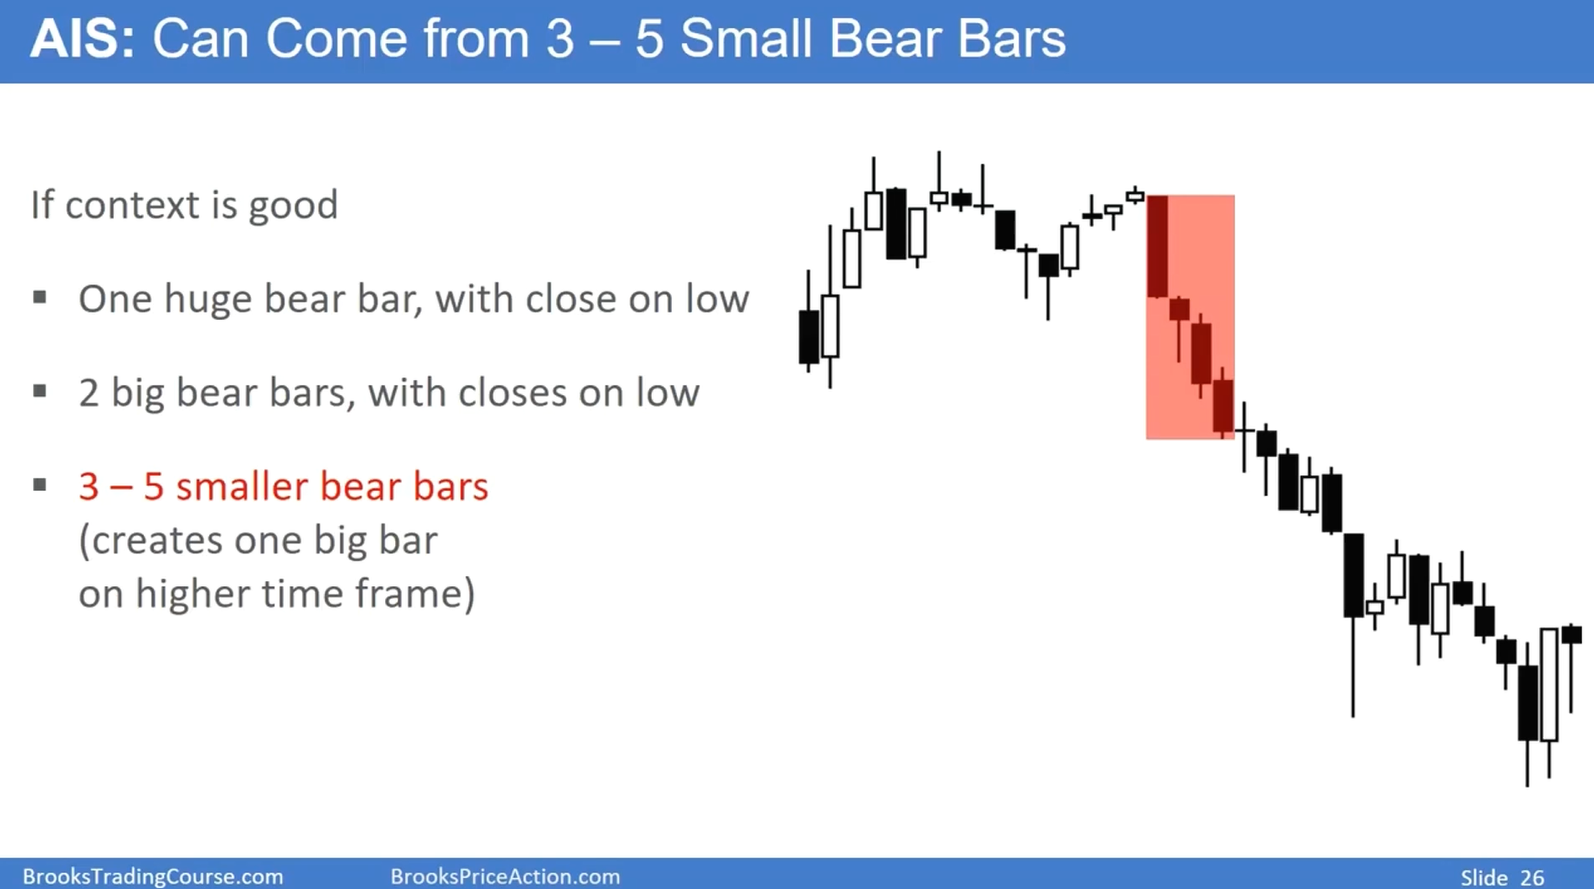 AIS: Can Come from 3 – 5 Small Bear Bars
If context is good
▪ One huge bear bar, with close on low
▪ 2 big bear bars, with closes on low
▪ 3 – 5 smaller bear bars
(creates one big bar
on higher time frame)
BrooksTradingCourse.com BrooksPriceAction.com Slide 26